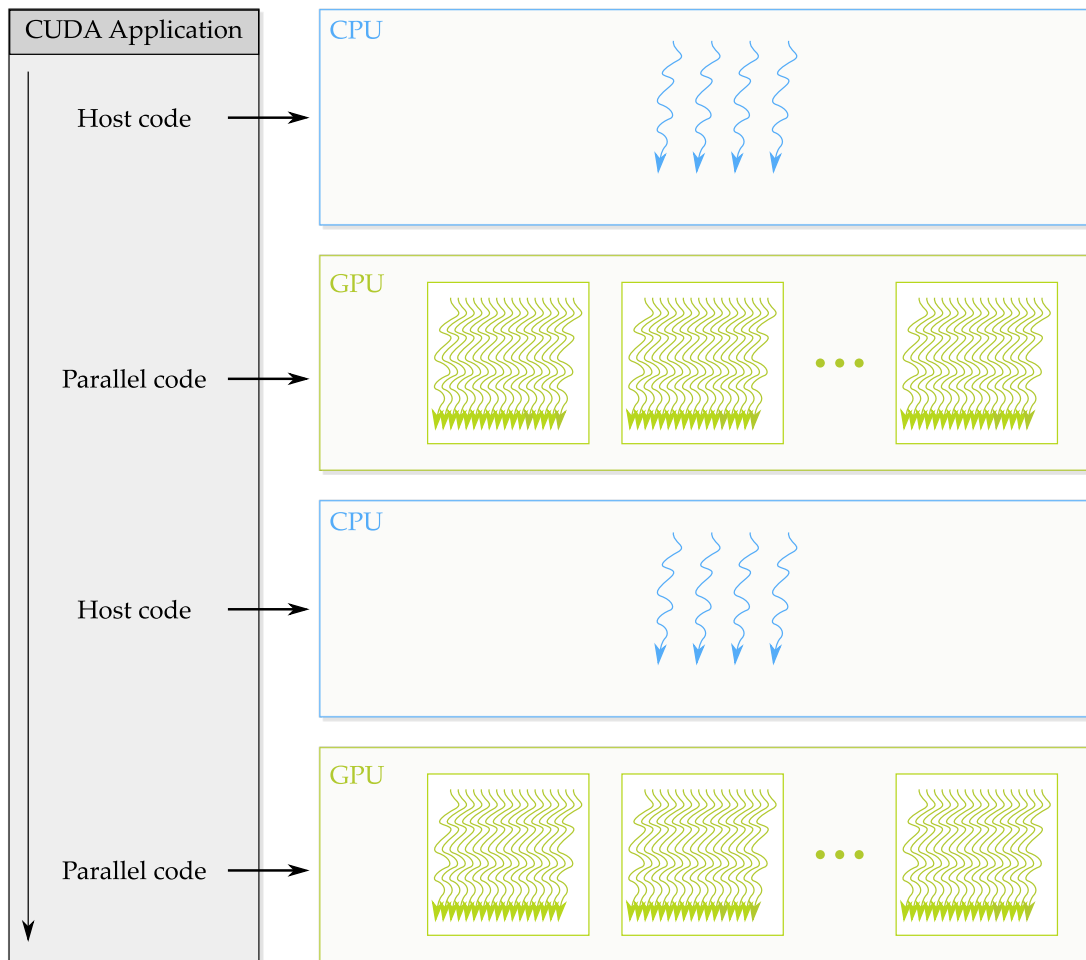 CUDA Application
CPU
Host code
GPU
Parallel code
CPU
Host code
GPU
Parallel code